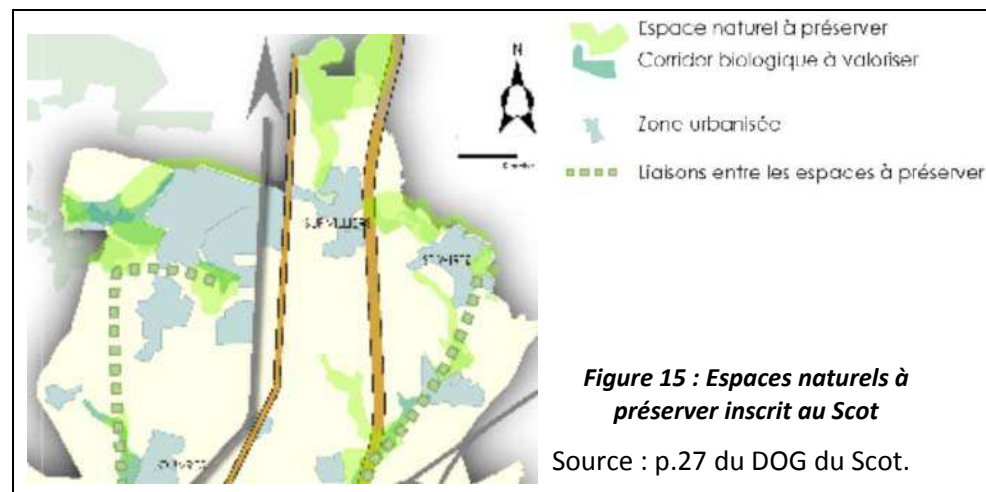 Espace naturel à préserver
Corridor biologique à valoriser
N
Zone urbanisée
Liaisons entre les espaces à préserver
SURVILLIERS
Figure 15 : Espaces naturels à
préserver inscrit au Scot
Source : p.27 du DOG du Scot.